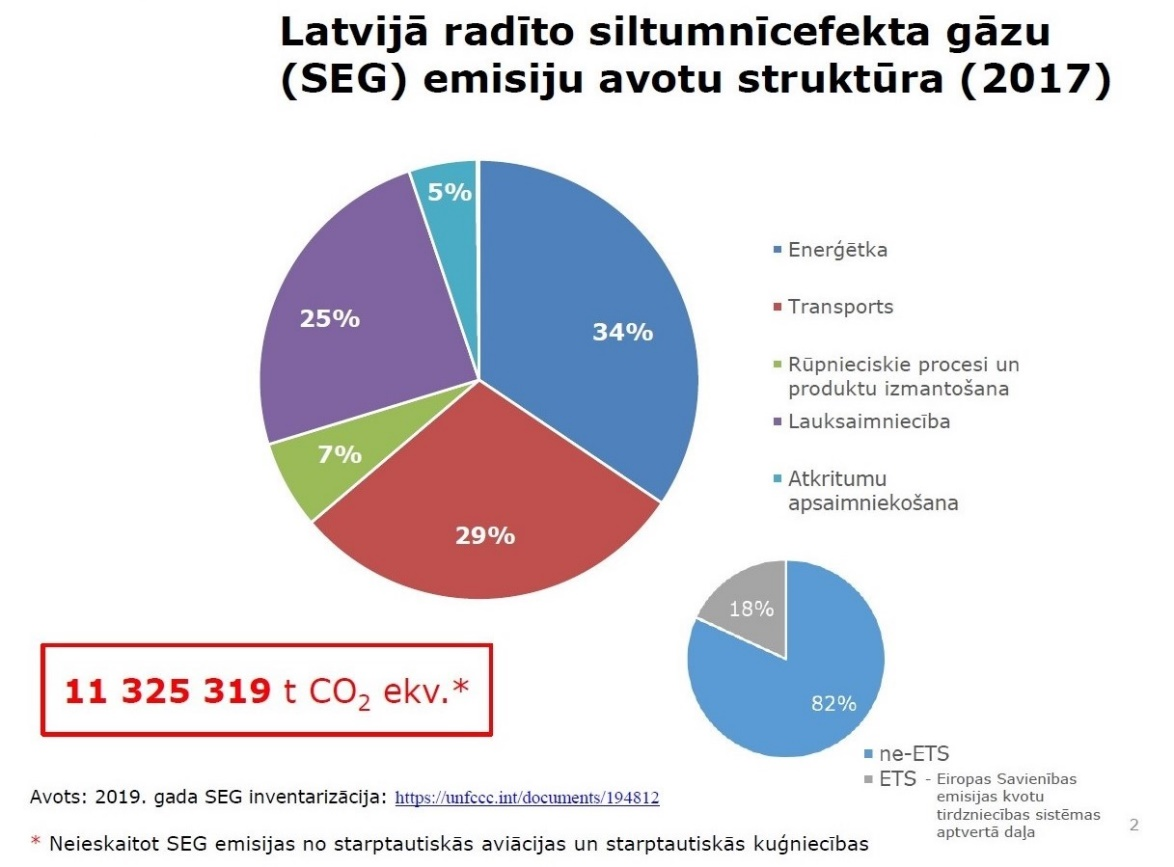 Latvijā radīto siltumnīcefekta gāzu
(SEG) emisiju avotu struktūra (2017)
5%
34%
25%
7%
29%
Enerģētka
Transports
Rūpnieciskie procesi un
produktu izmantošana
Lauksaimniecība
Atkritumu
apsaimniekošana
18%
82%
11 325 319 t CO₂ ekv.*
ne-ETS
ETS - Eiropas Savienības
emisijas kvotu
tirdzniecības sistēmas
aptvertā daļa
Avots: 2019. gada SEG inventarizācija: https://unfccc.int/documents/194812
* Neieskaitot SEG emisijas no starptautiskās aviācijas un starptautiskās kuģniecības
2